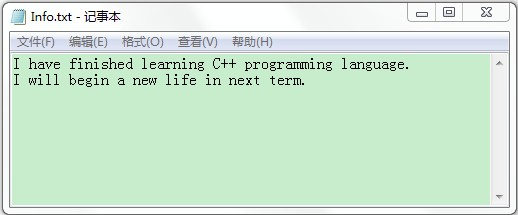 Info.txt - 记事本
文件(F) 编辑(E) 格式(O) 查看(V) 帮助(H)
I have finished learning C++ programming language.
I will begin a new life in next term.